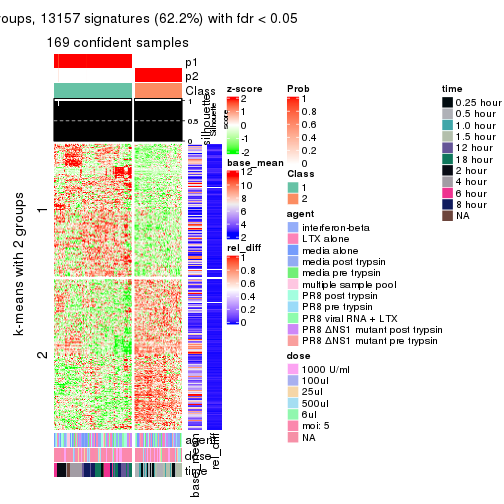 oups, 13157 signatures (62.2%) with fdr < 0.05
169 confident samples
p1
p2
Class
1
0.5
0
silhouette
Silhouette
score
k-means with 2 groups
1
2
agent
dose
time
base_mean
rel_diff
z-score
2
1
0
-1
-2
base_mean
12
10
8
6
4
2
rel_diff
1
0.8
0.6
0.4
0.2
0
Prob
1
0.8
0.6
0.4
0.2
0
Class
1
2
agent
interferon-beta
LTX alone
media alone
media post trypsin
media pre trypsin
multiple sample pool
PR8 post trypsin
PR8 pre trypsin
PR8 viral RNA + LTX
PR8 ΔNS1 mutant post trypsin
PR8 ΔNS1 mutant pre trypsin
dose
1000 U/ml
100ul
25ul
500ul
6ul
moi: 5
NA
time
0.25 hour
0.5 hour
1.0 hour
1.5 hour
12 hour
18 hour
2 hour
4 hour
6 hour
8 hour
NA